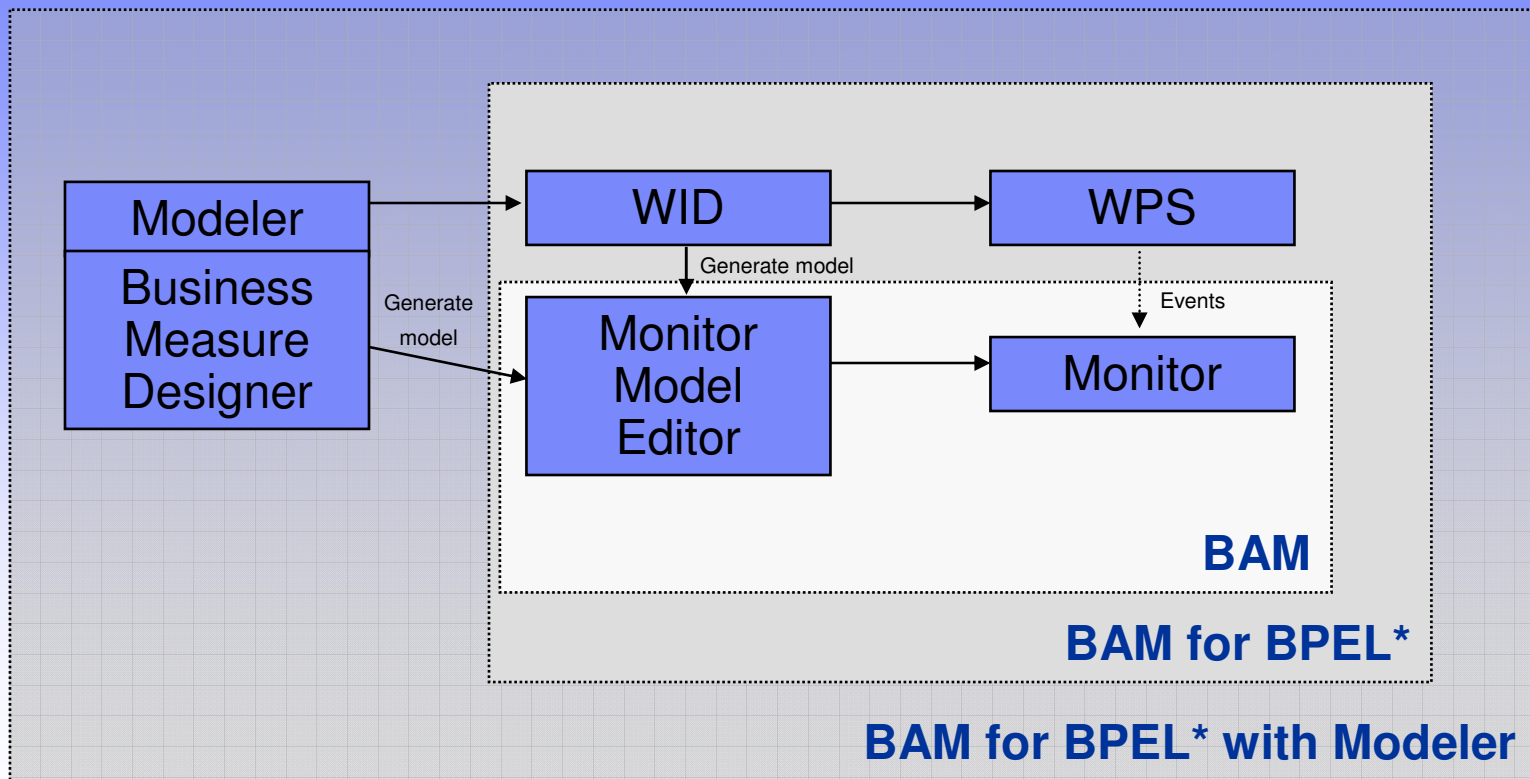 Modeler
Business
Measure
Designer
Generate
model
WID
WPS
Generate model
Events
Monitor
Model
Editor
Monitor
BAM
BAM for BPEL*
BAM for BPEL* with Modeler